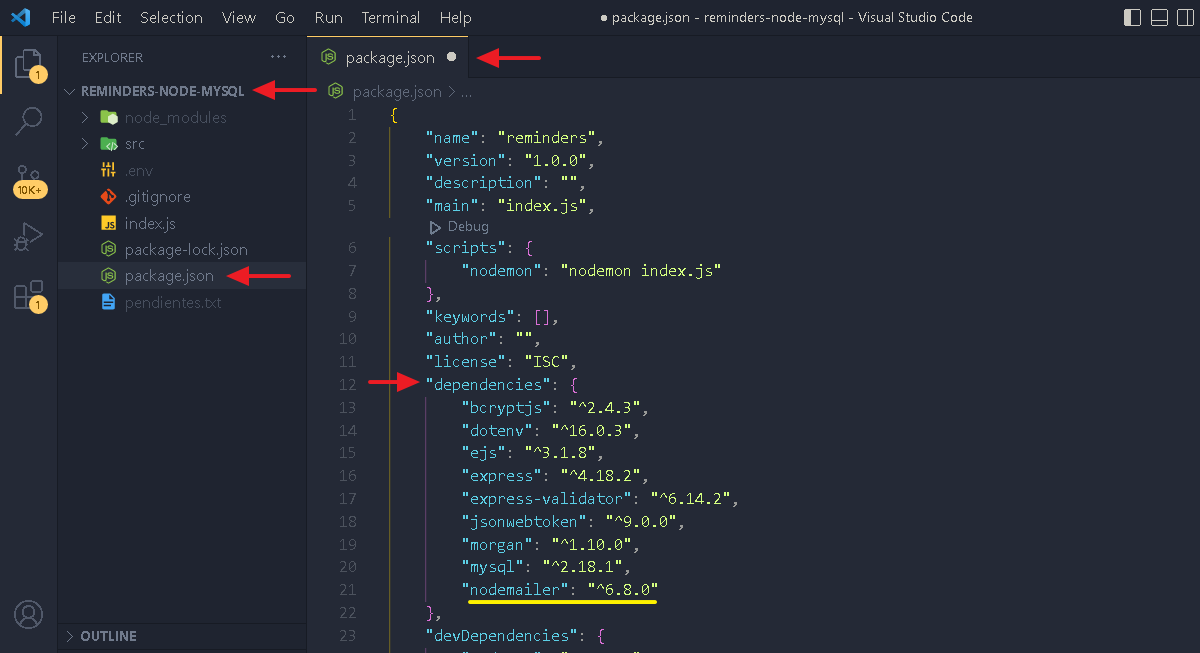 File Edit Selection View Go Run Terminal Help
● package.json - reminders-node-mysql - Visual Studio Code
EXPLORER ...
package.json ●
REMINDERS-NODE-MYSQL
package.json > ...
node_modules
src
.env
.gitignore
index.js
package-lock.json
package.json
pendientes.txt
OUTLINE
1
10K+
1
1 {
2 "name": "reminders",
3 "version": "1.0.0",
4 "description": "",
5 "main": "index.js",
Debug
6 "scripts": {
7 "nodemon": "nodemon index.js"
8 },
9 "keywords": [],
10 "author": "",
11 "license": "ISC",
12 "dependencies": {
13 "bcryptjs": "^2.4.3",
14 "dotenv": "^16.0.3",
15 "ejs": "^3.1.8",
16 "express": "^4.18.2",
17 "express-validator": "^6.14.2",
18 "jsonwebtoken": "^9.0.0",
19 "morgan": "^1.10.0",
20 "mysql": "^2.18.1",
21 "nodemailer": "^6.8.0"
22 },
23 "devDependencies": {